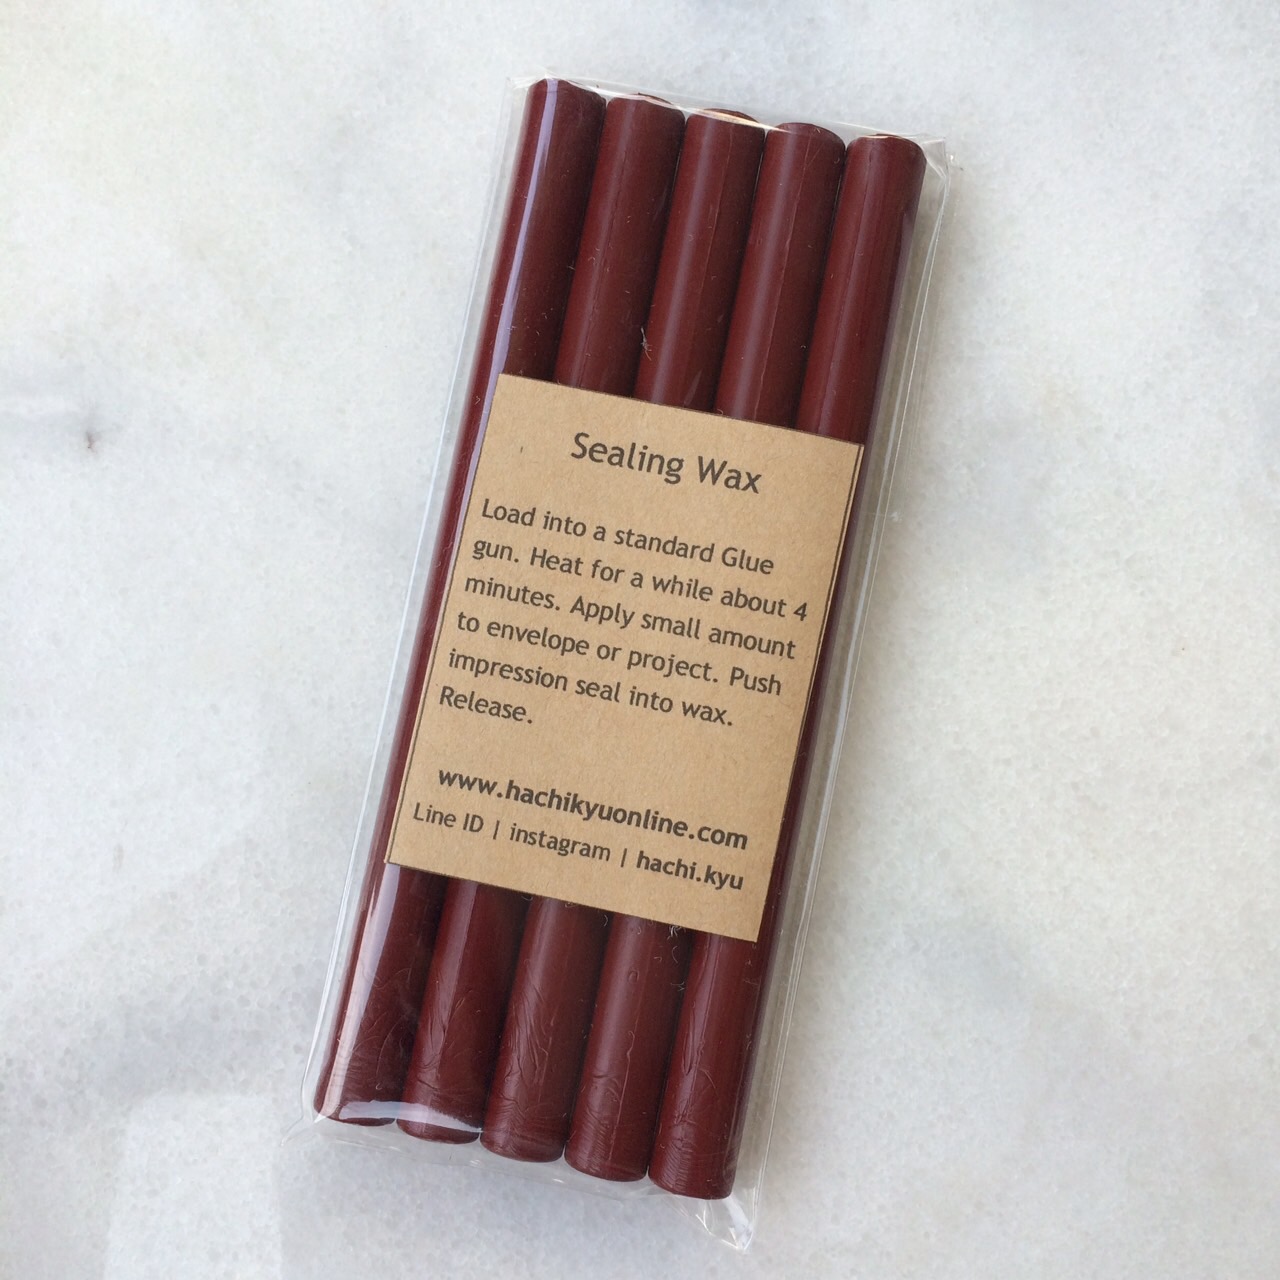 Sealing Wax
Load into a standard Glue
gun. Heat for a while about 4
minutes. Apply small amount
to envelope or project. Push
impression seal into wax.
Release.
www.hachikyuonline.com
Line ID | instagram | hachi.kyu